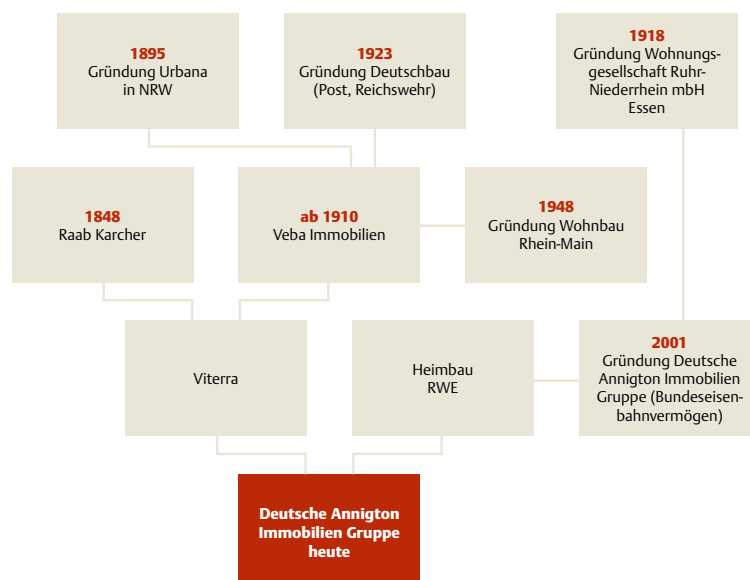 1895
Gründung Urbana
in NRW
1923
Gründung Deutschbau
(Post, Reichswehr)
1918
Gründung Wohnungs-
gesellschaft Ruhr-
Niederrhein mbH
Essen
1848
Raab Karcher
ab 1910
Veba Immobilien
1948
Gründung Wohnbau
Rhein-Main
Viterra
Heimbau
RWE
2001
Gründung Deutsche
Annigton Immobilien
Gruppe (Bundeseisen-
bahnvermögen)
Deutsche Annigton
Immobilien Gruppe
heute